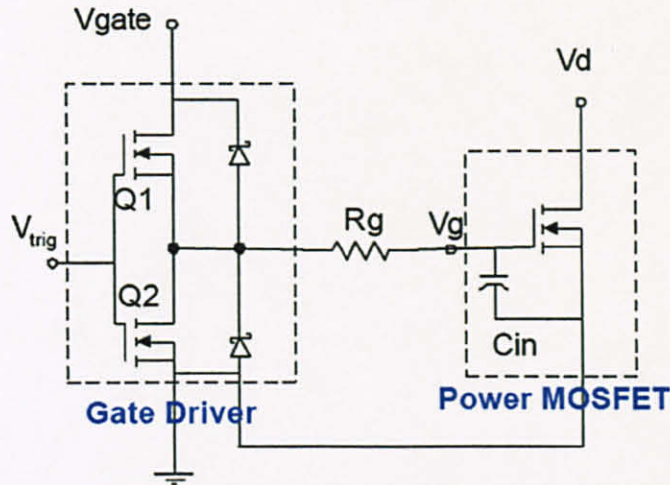 Vgate
Vd
Q1
Rg
Vg
Vtrig
Q2
Cin
Gate Driver
Power MOSFET